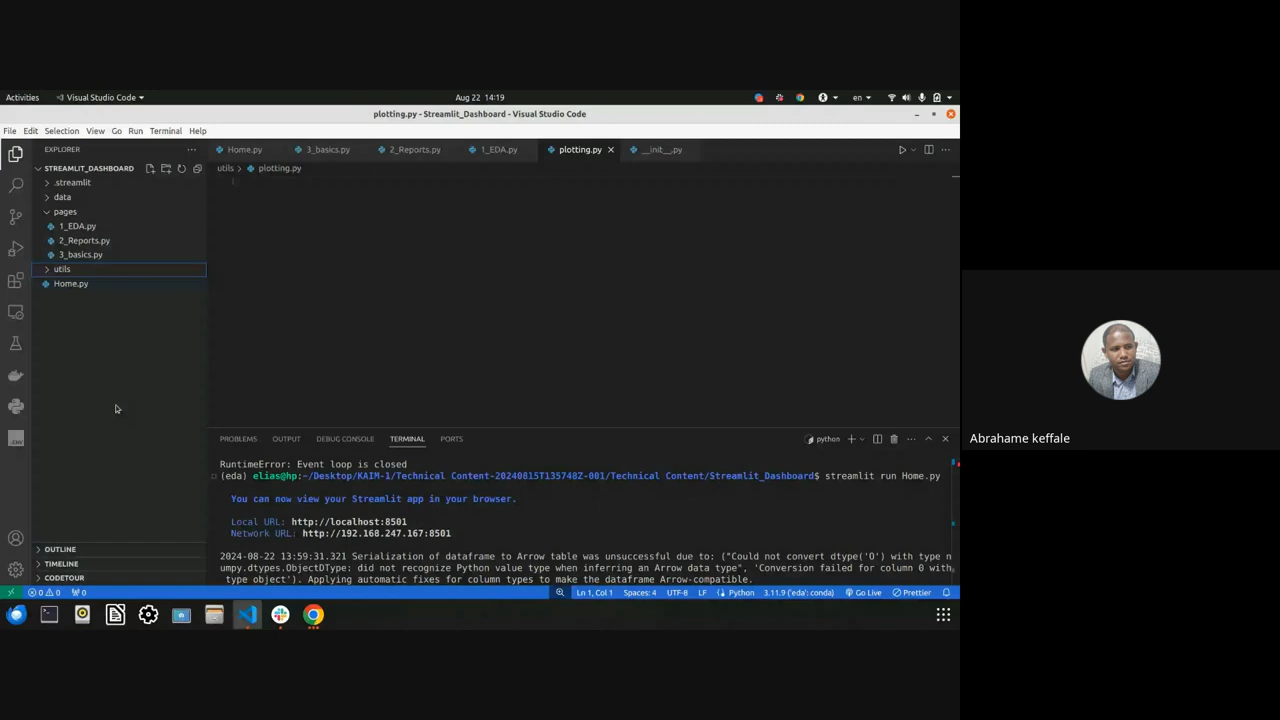 Activities
Visual Studio Code
Aug 22 14:19
en
plotting.py - Streamlit_Dashboard - Visual Studio Code
File Edit Selection View Go Run Terminal Help
EXPLORER
Home.py
3_basics.py
2_Reports.py
1_EDA.py
plotting.py
__init__.py
STREAMLIT_DASHBOARD
utils > plotting.py
.streamlit
data
pages
1_EDA.py
2_Reports.py
3_basics.py
utils
Home.py
Abrahame keffale
PROBLEMS OUTPUT DEBUG CONSOLE TERMINAL PORTS
python
RuntimeError: Event loop is closed
(eda) elias@hp:~/Desktop/KAIM-1/Technical Content-20240815T135748Z-001/Technical Content/Streamlit_Dashboard$ streamlit run Home.py
You can now view your Streamlit app in your browser.
Local URL: http://localhost:8501
Network URL: http://192.168.247.167:8501
2024-08-22 13:59:31.321 Serialization of dataframe to Arrow table was unsuccessful due to: ("Could not convert dtype('O') with type n
umpy.dtypes.ObjectDType: did not recognize Python value type when inferring an Arrow data type", 'Conversion failed for column 0 with
type object'). Applying automatic fixes for column types to make the dataframe Arrow-compatible.
OUTLINE
TIMELINE
CODETOUR
0 0 0
Ln 1, Col 1 Spaces: 4 UTF-8 LF Python 3.11.9 ('eda': conda) Go Live Prettier